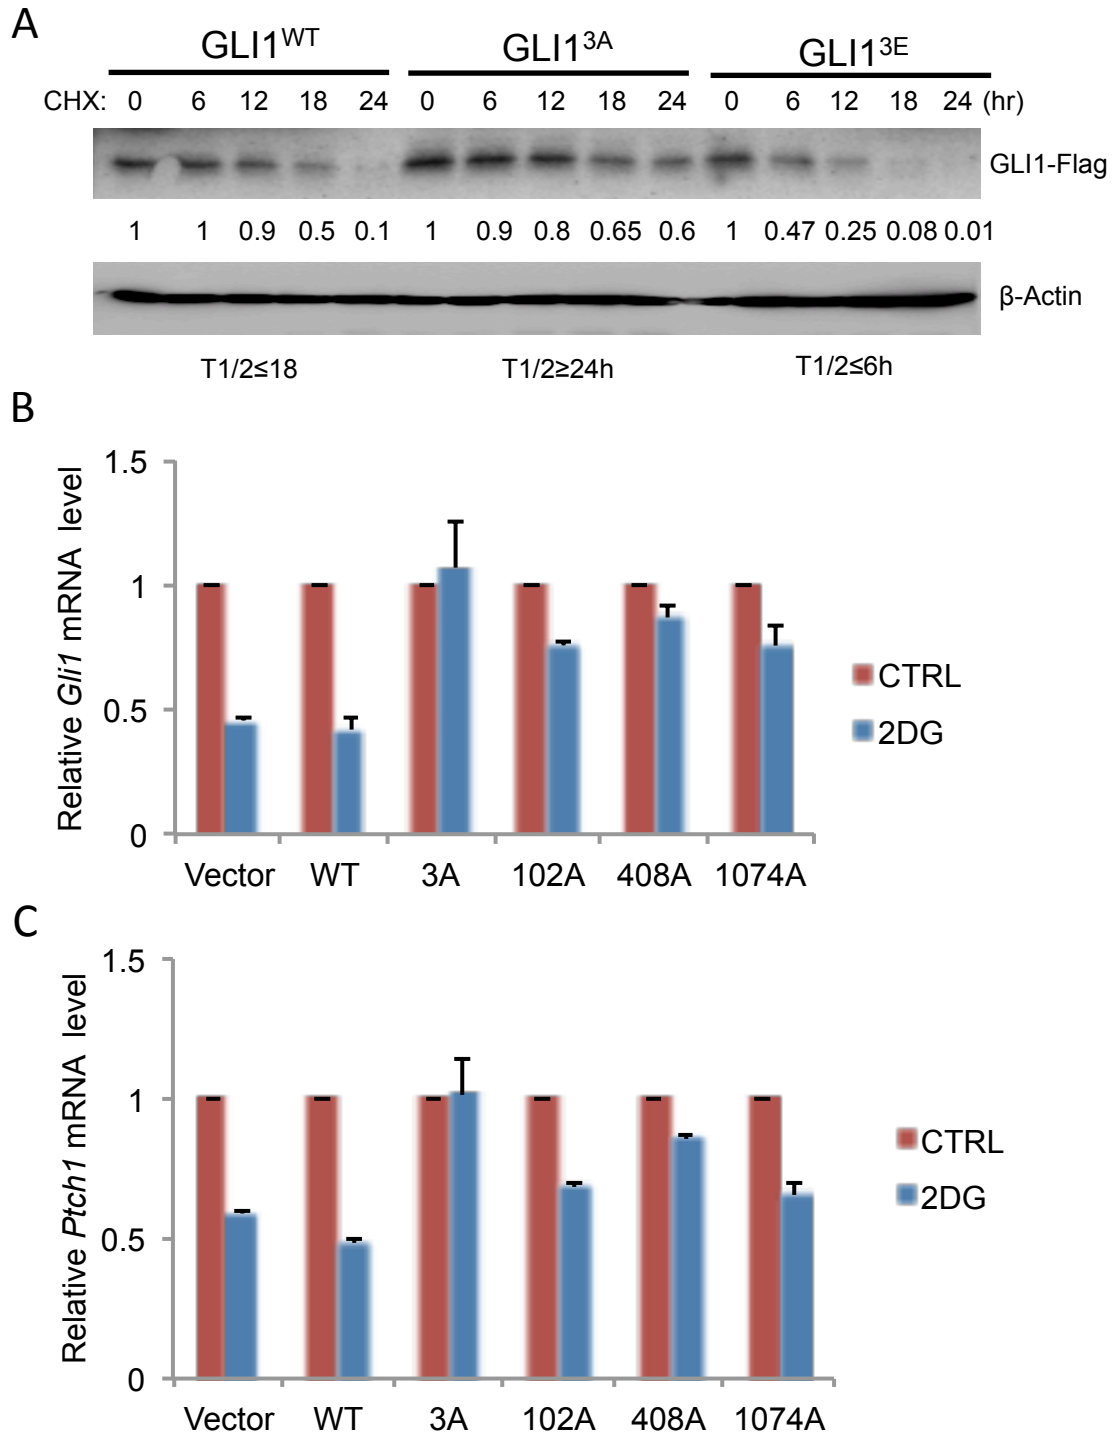 A
GLI1WT GLI13A GLI13E
CHX: 0 6 12 18 24 0 6 12 18 24 0 6 12 18 24 (hr)
GLI1-Flag
1 1 0.9 0.5 0.1 1 0.9 0.8 0.65 0.6 1 0.47 0.25 0.08 0.01
β-Actin
T1/2≤18 T1/2≥24h T1/2≤6h
B
Relative Gli1 mRNA level
1.5
1
0.5
0
CTRL
2DG
Vector WT 3A 102A 408A 1074A
C
Relative Ptch1 mRNA level
1.5
1
0.5
0
CTRL
2DG
Vector WT 3A 102A 408A 1074A